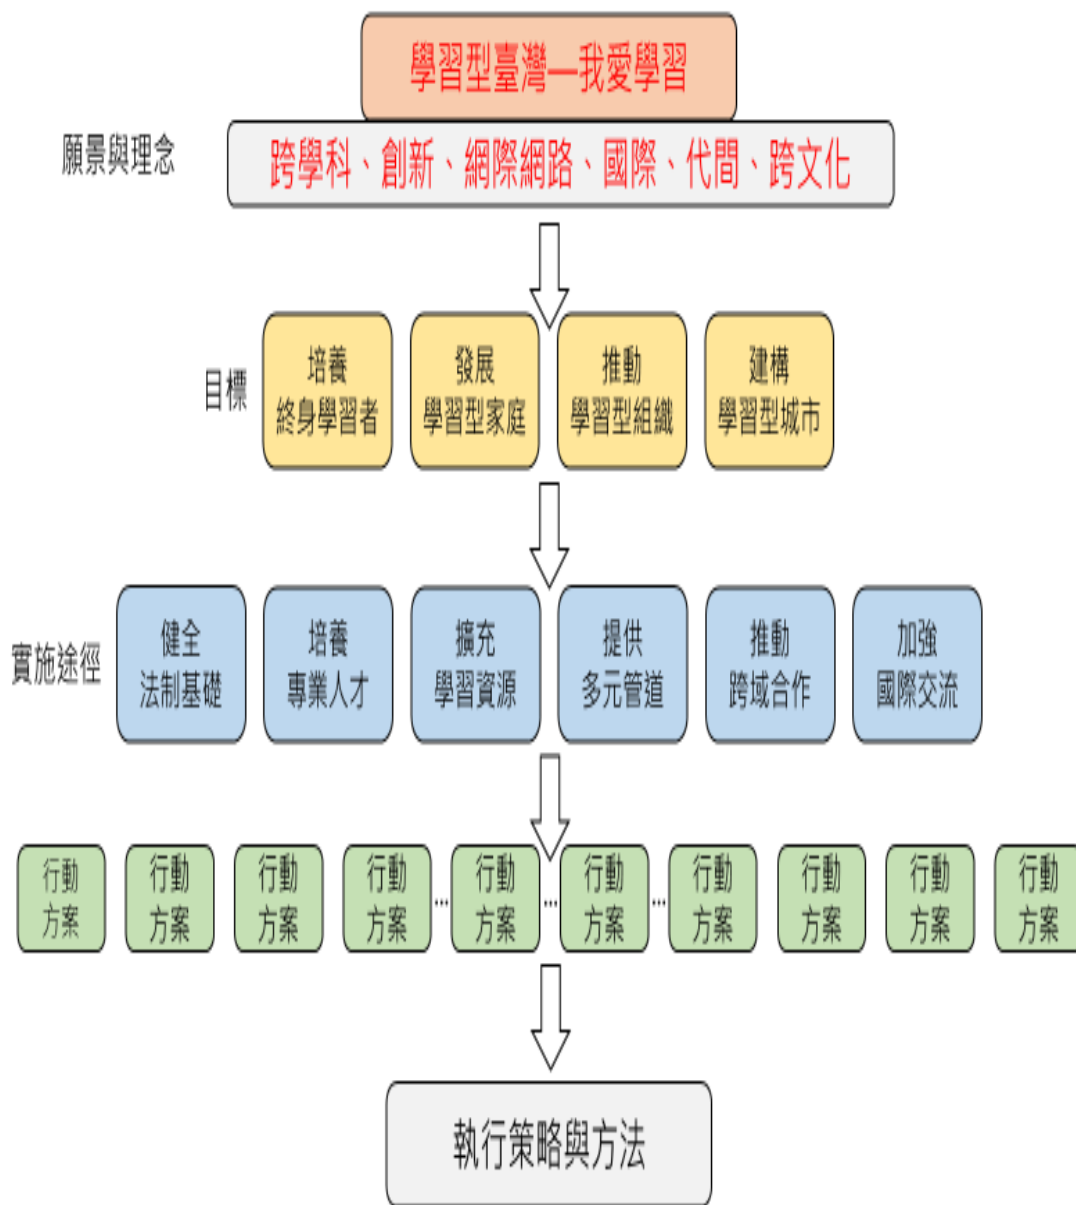 學習型臺灣—我愛學習
願景與理念
跨學科、創新、網際網路、國際、代間、跨文化
目標
培養
終身學習者
發展
學習型家庭
推動
學習型組織
建構
學習型城市
實施途徑
健全
法制基礎
培養
專業人才
擴充
學習資源
提供
多元管道
推動
跨域合作
加強
國際交流
行動
方案
行動
方案
行動
方案
行動
方案
...
行動
方案
...
行動
方案
...
行動
方案
行動
方案
行動
方案
行動
方案
執行策略與方法